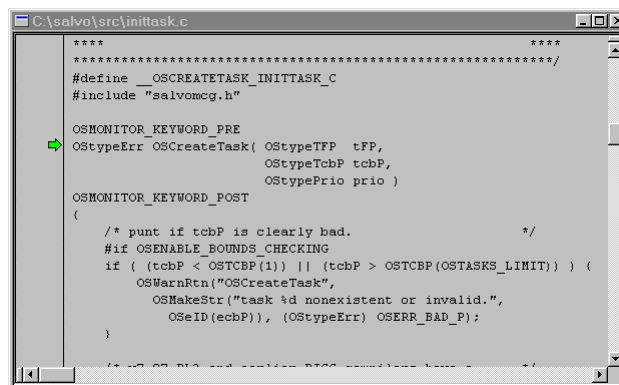 C:\salvo\src\inittask.c
**** ****
***********************************************************/
#define __OSCREATETASK_INITTASK_C
#include "salvomcg.h"
OSMONITOR_KEYWORD_PRE
OStypeErr OSCreateTask( OStypeTFP tFP,
OStypeTcbP tcbP,
OStypePrio prio )
OSMONITOR_KEYWORD_POST
{
/* punt if tcbP is clearly bad. */
#if OSENABLE_BOUNDS_CHECKING
if ( (tcbP < OSTCBP(1)) || (tcbP > OSTCBP(OSTASKS_LIMIT)) ) {
OSWarnRtn("OSCreateTask",
OSMakeStr("task %d nonexistent or invalid.",
OSeID(ecbP)), (OStypeErr) OSERR_BAD_P);
}